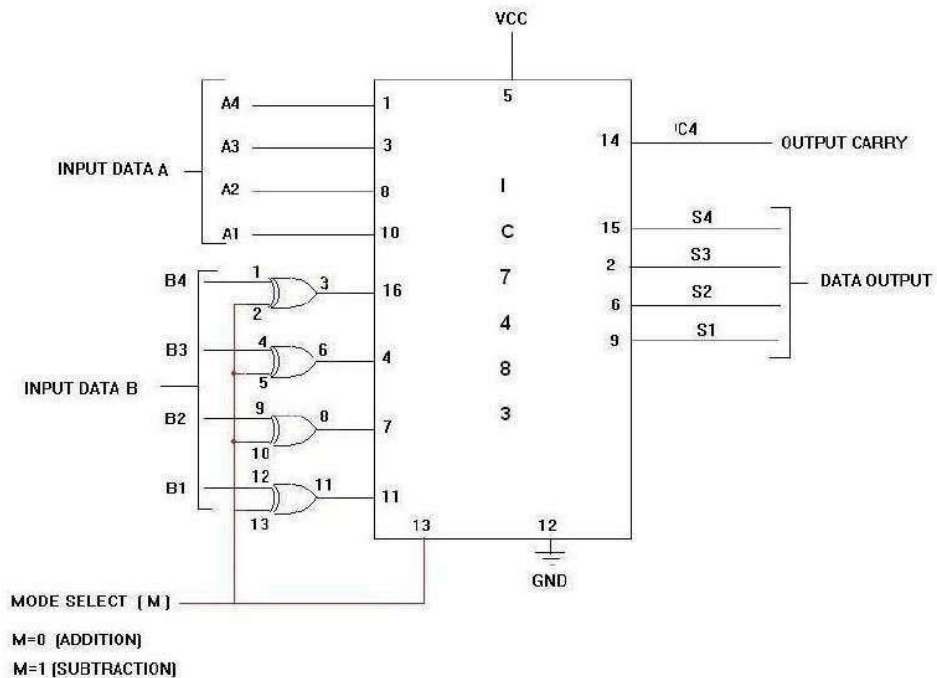 VCC
5
A4 1
14 'C4 OUTPUT CARRY
A3 3
INPUT DATA A
A2 8
I
A1 10
C
15 S4
2 S3
DATA OUTPUT
6 S2
9 S1
7
4
8
3
B4 1 3 16
2
B3 4 6 4
5
INPUT DATA B
B2 9 8 7
10
B1 12 11 11
13
13 12
GND
MODE SELECT [ M ]
M=0 [ADDITION]
M=1 [SUBTRACTION]